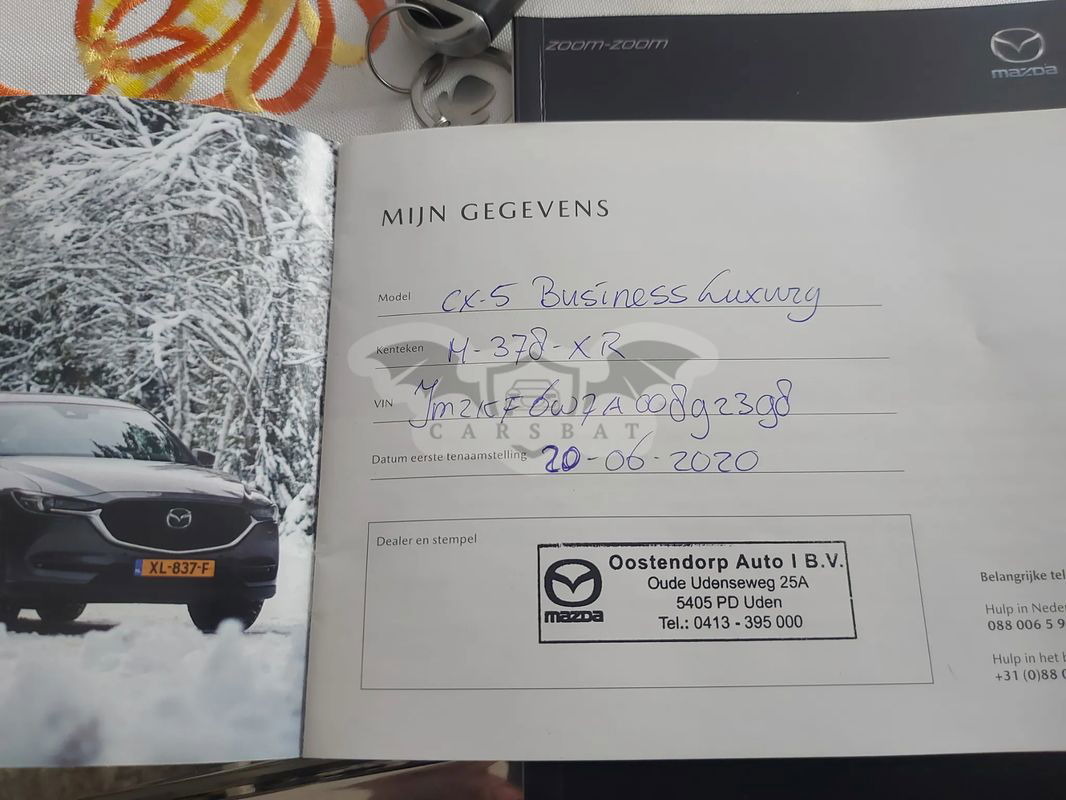 ZOOM-ZOOM
mazda
MIJN GEGEVENS
Model CX-5 Business Luxury
Kenteken H-378-XR
VIN JmZKF6W7A00892398
Datum eerste tenaamstelling 20-06-2020
CARSBAT
Dealer en stempel
mazda
Oostendorp Auto I B.V.
Oude Udenseweg 25A
5405 PD Uden
Tel.: 0413 - 395 000
XL-837-F
Belangrijke tel
Hulp in Neder
088 006 5 9
Hulp in het b
+31 (0)88 0